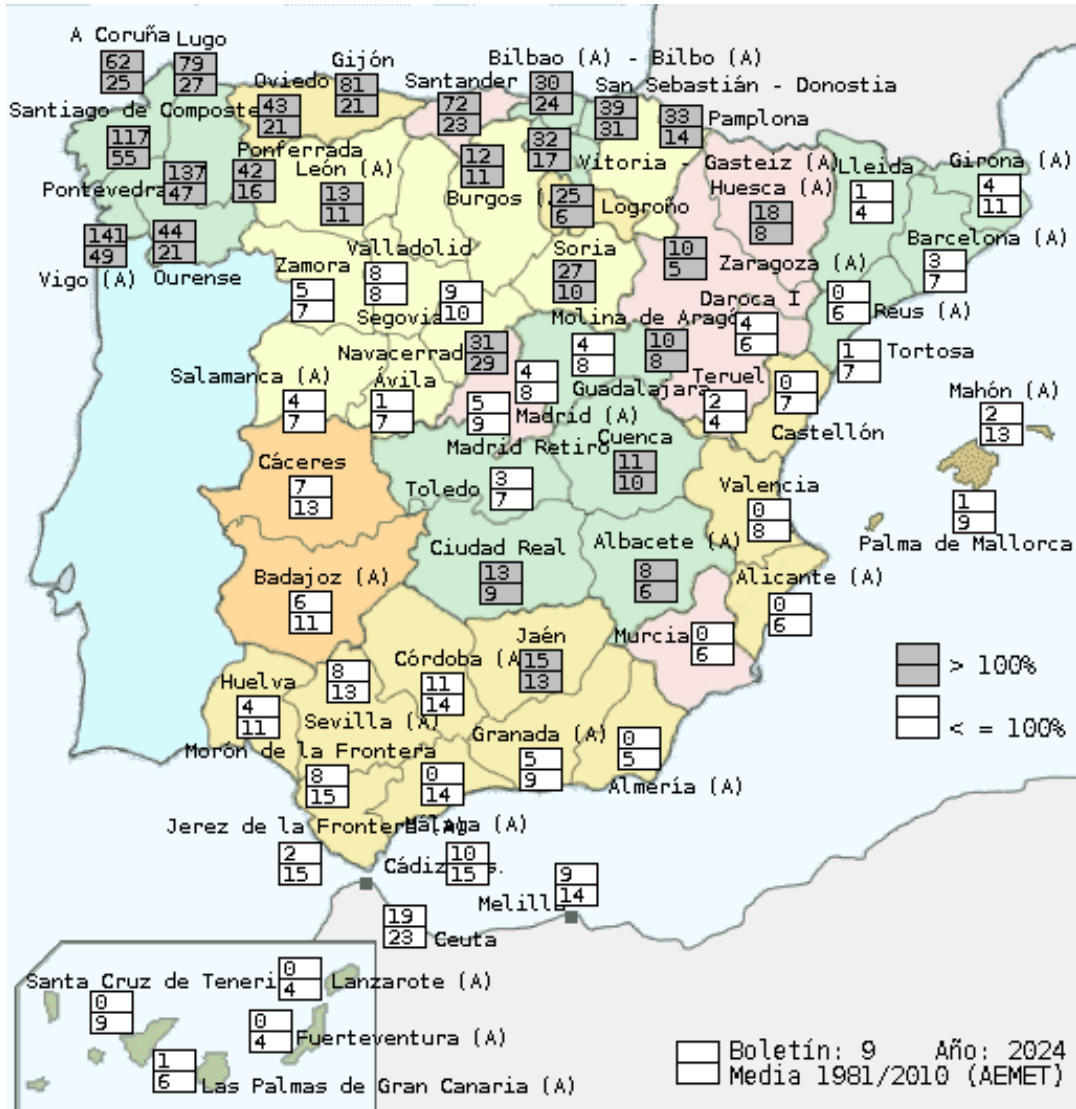 A Coruña
Lugo
62
25
79
27
Gijón
81
21
Oviedo
43
21
Santander
72
23
Bilbao (A) - Bilbo (A)
30
24
San Sebastián - Donostia
39
31
33
14
Pamplona
Santiago de Composte
117
55
Pontevedra
137
47
Ponferrada
42
16
León (A)
13
11
12
11
Burgos (
32
17
Vitoria - Gasteiz (A)
25
6
Logroño
Huesca (A)
18
8
Lleida
1
4
Girona (A)
4
11
141
49
Vigo (A)
44
21
Ourense
Zamora
5
7
Valladolid
8
8
Segovia
9
10
Soria
27
10
10
5
Zaragoza (A)
Barcelona (A)
3
7
Daroca I
4
6
0
6
Reus (A)
Molina de Aragó
10
8
Navacerrad
31
29
4
8
Guadalajara
1
7
Tortosa
Salamanca (A)
4
7
Ávila
1
7
5
9
4
8
Madrid (A)
Madrid Retiro
Teruel
2
4
0
7
Castellón
Mahón (A)
2
13
Cáceres
7
13
Toledo
3
7
Cuenca
11
10
Valencia
0
8
1
9
Palma de Mallorca
Badajoz (A)
6
11
Ciudad Real
13
9
Albacete (A)
8
6
Alicante (A)
0
6
Huelva
4
11
8
13
Sevilla (A)
Córdoba (A
11
14
Jaén
15
13
Murcia
0
6
> 100%
< = 100%
Morón de la Frontera
8
15
0
14
Málaga (A)
Granada (A)
5
9
0
5
Almería (A)
Jerez de la Frontera (A)
2
15
Cádiz
s.
10
15
Melill
9
14
19
23
Ceuta
Santa Cruz de Teneri
0
9
0
4
Lanzarote (A)
0
4
Fuerteventura (A)
1
6
Las Palmas de Gran Canaria (A)
Boletín: 9 Año: 2024
Media 1981/2010 (AEMET)